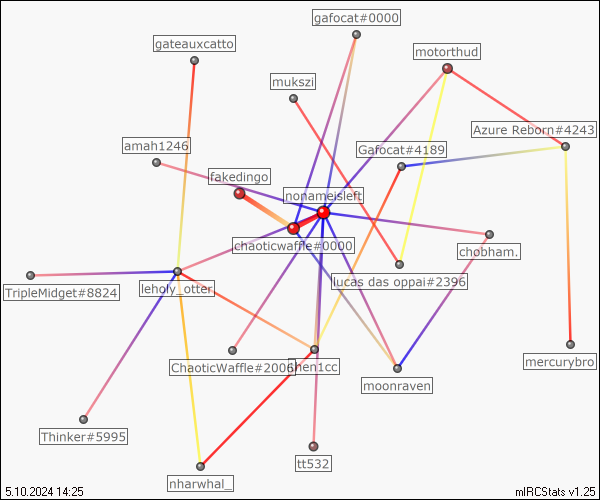 gafocat#0000
gateauxcatto
motorthud
mukszi
Azure Reborn#4243
amah1246
Gafocat#4189
fakedingo
nonameisleft
chaoticwaffle#0000
chobham.
lucas das oppai#2396
TripleMidget#8824
leholy_otter
ChaoticWaffle#2006
hen1cc
mercurybro
moonraven
Thinker#5995
tt532
nharwhal_
5.10.2024 14:25
mIRCStats v1.25